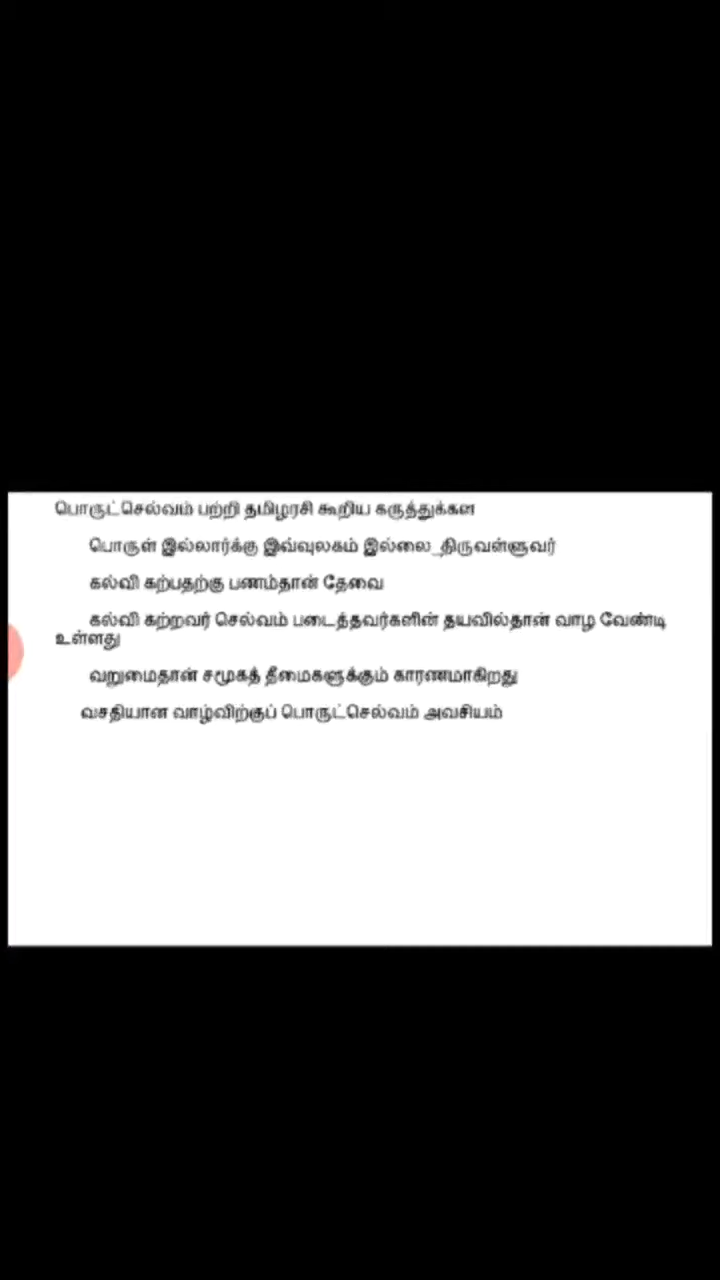 பொருட்செல்வம் பற்றி தமிழரசி கூறிய கருத்துக்கள
பொருள் இல்லார்க்கு இவ்வுலகம் இல்லை_திருவள்ளுவர்
கல்வி கற்பதற்கு பணம்தான் தேவை
கல்வி கற்றவர் செல்வம் படைத்தவர்களின் தயவில்தான் வாழ வேண்டி
உள்ளது
வறுமைதான் சமூகத் தீமைகளுக்கும் காரணமாகிறது
வசதியான வாழ்விற்குப் பொருட்செல்வம் அவசியம்